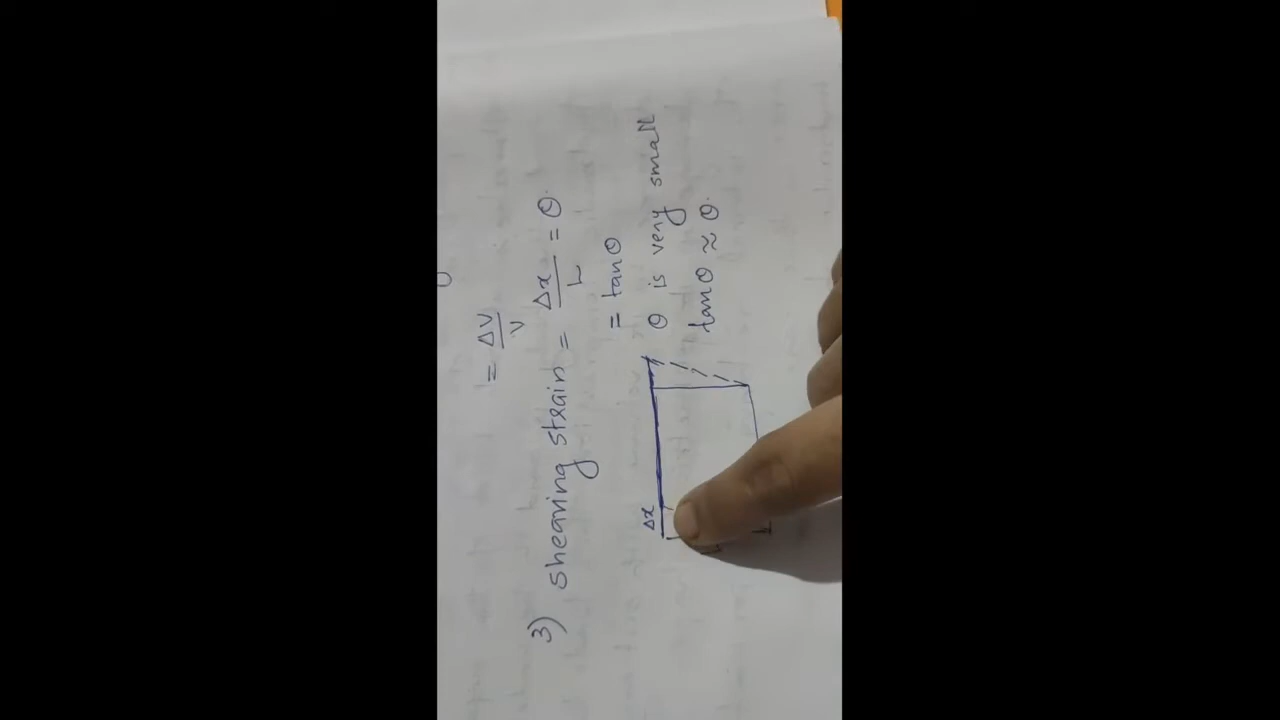 = ΔV/V
3) shearing strain = Δx/L = θ.
= tanθ
θ is very small
tanθ ≈ θ.
Δx
L